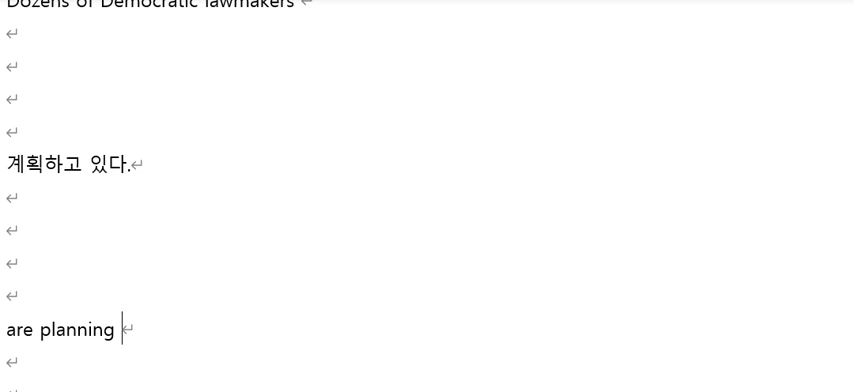 Dozens of Democratic lawmakers
계획하고 있다.
are planning